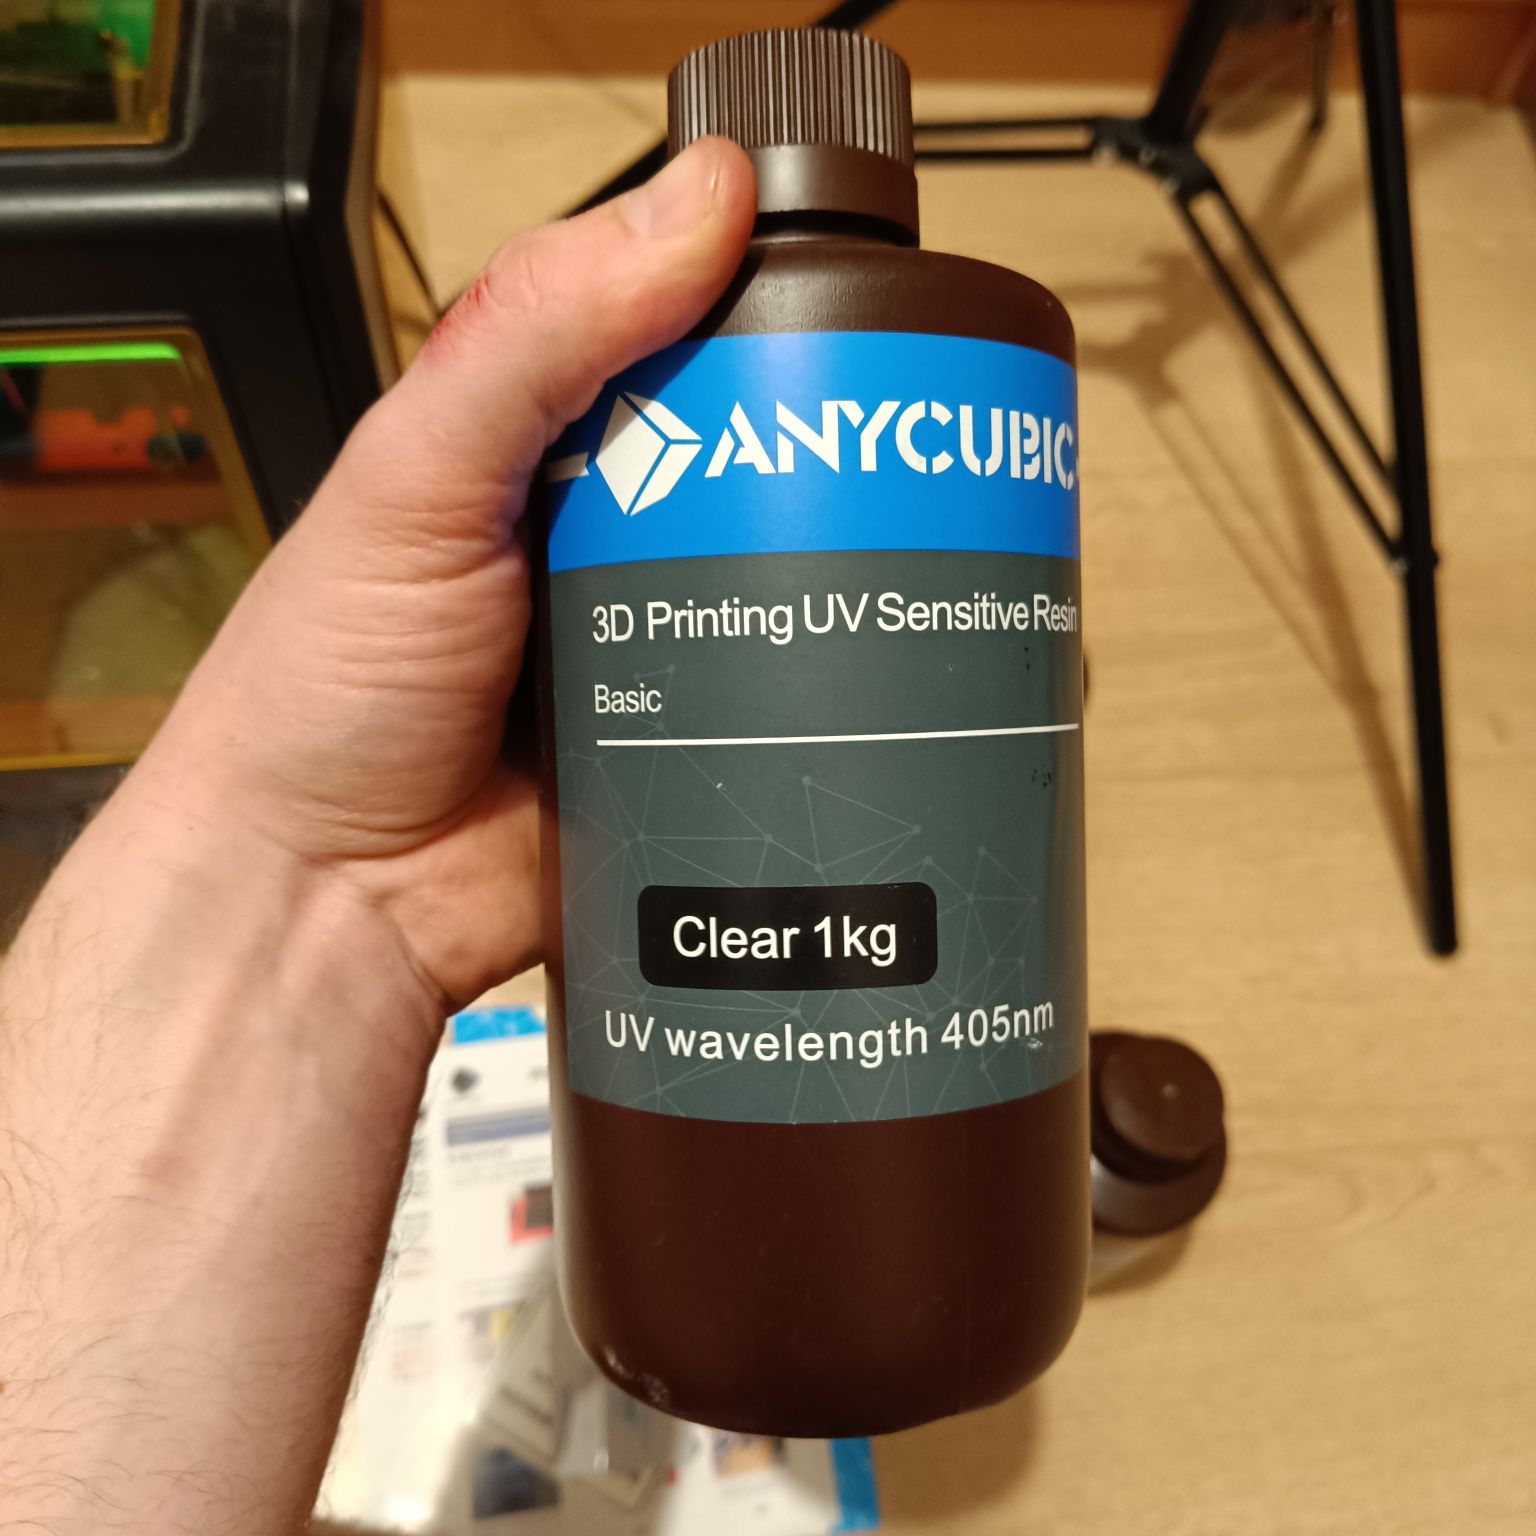 ANYCUBIC
3D Printing UV Sensitive Resin
Basic
Clear 1kg
UV wavelength 405nm